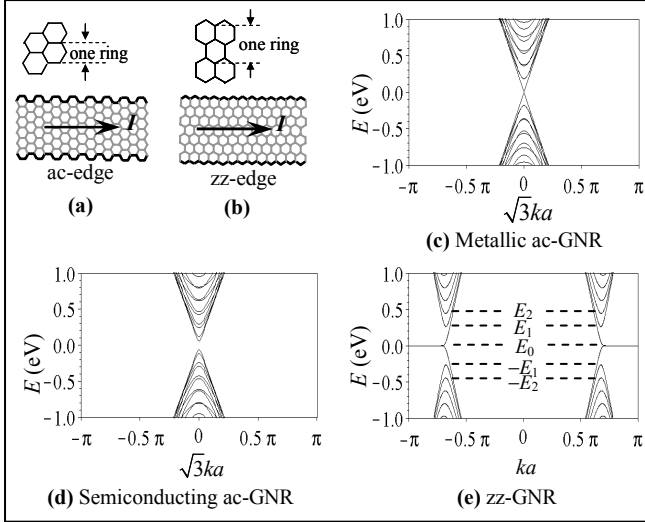 one ring
one ring
I
I
ac-edge
zz-edge
(a)
(b)
E (eV)
1.0
0.5
0.0
−0.5
−1.0
−π
−0.5 π
0
0.5 π
π
√3ka
(c) Metallic ac-GNR
E (eV)
1.0
0.5
0.0
−0.5
−1.0
−π
−0.5 π
0
0.5 π
π
√3ka
(d) Semiconducting ac-GNR
E (eV)
1.0
0.5
0.0
−0.5
−1.0
E₂
E₁
E₀
−E₁
−E₂
−π
−0.5 π
0
0.5 π
π
ka
(e) zz-GNR